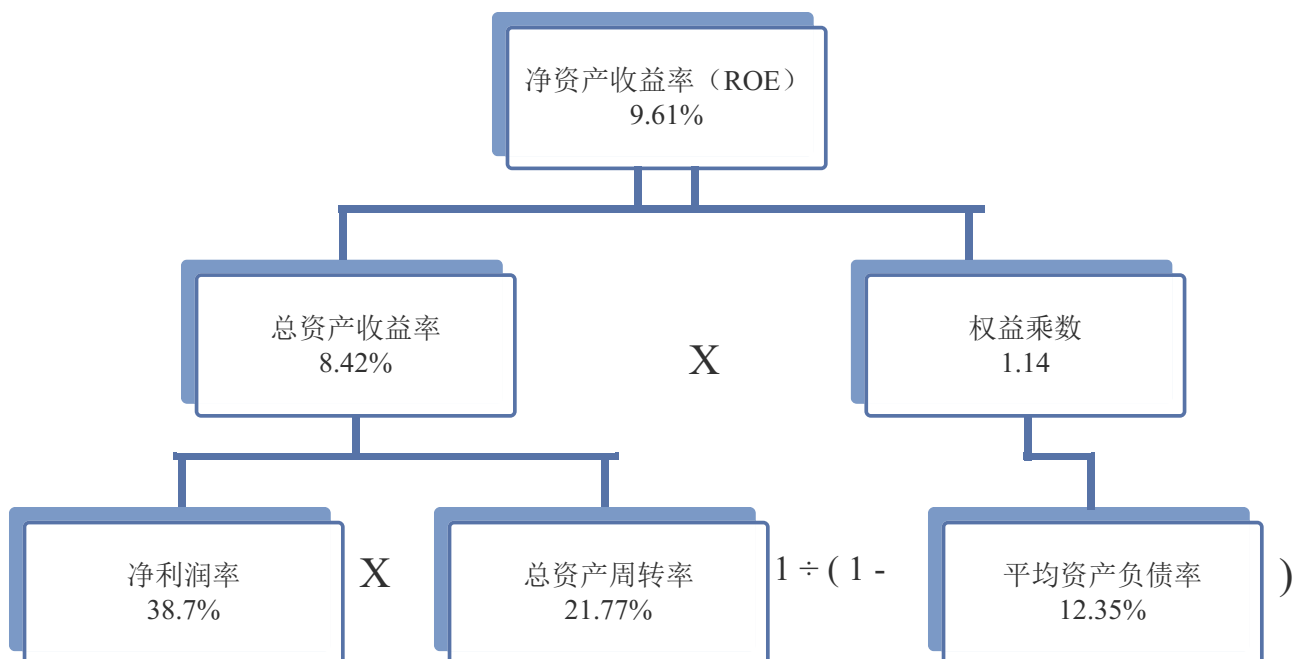 净资产收益率（ROE）
9.61%
总资产收益率
8.42%
X
权益乘数
1.14
净利润率
38.7%
X
总资产周转率
21.77%
1 ÷ ( 1 -
平均资产负债率
12.35%
)